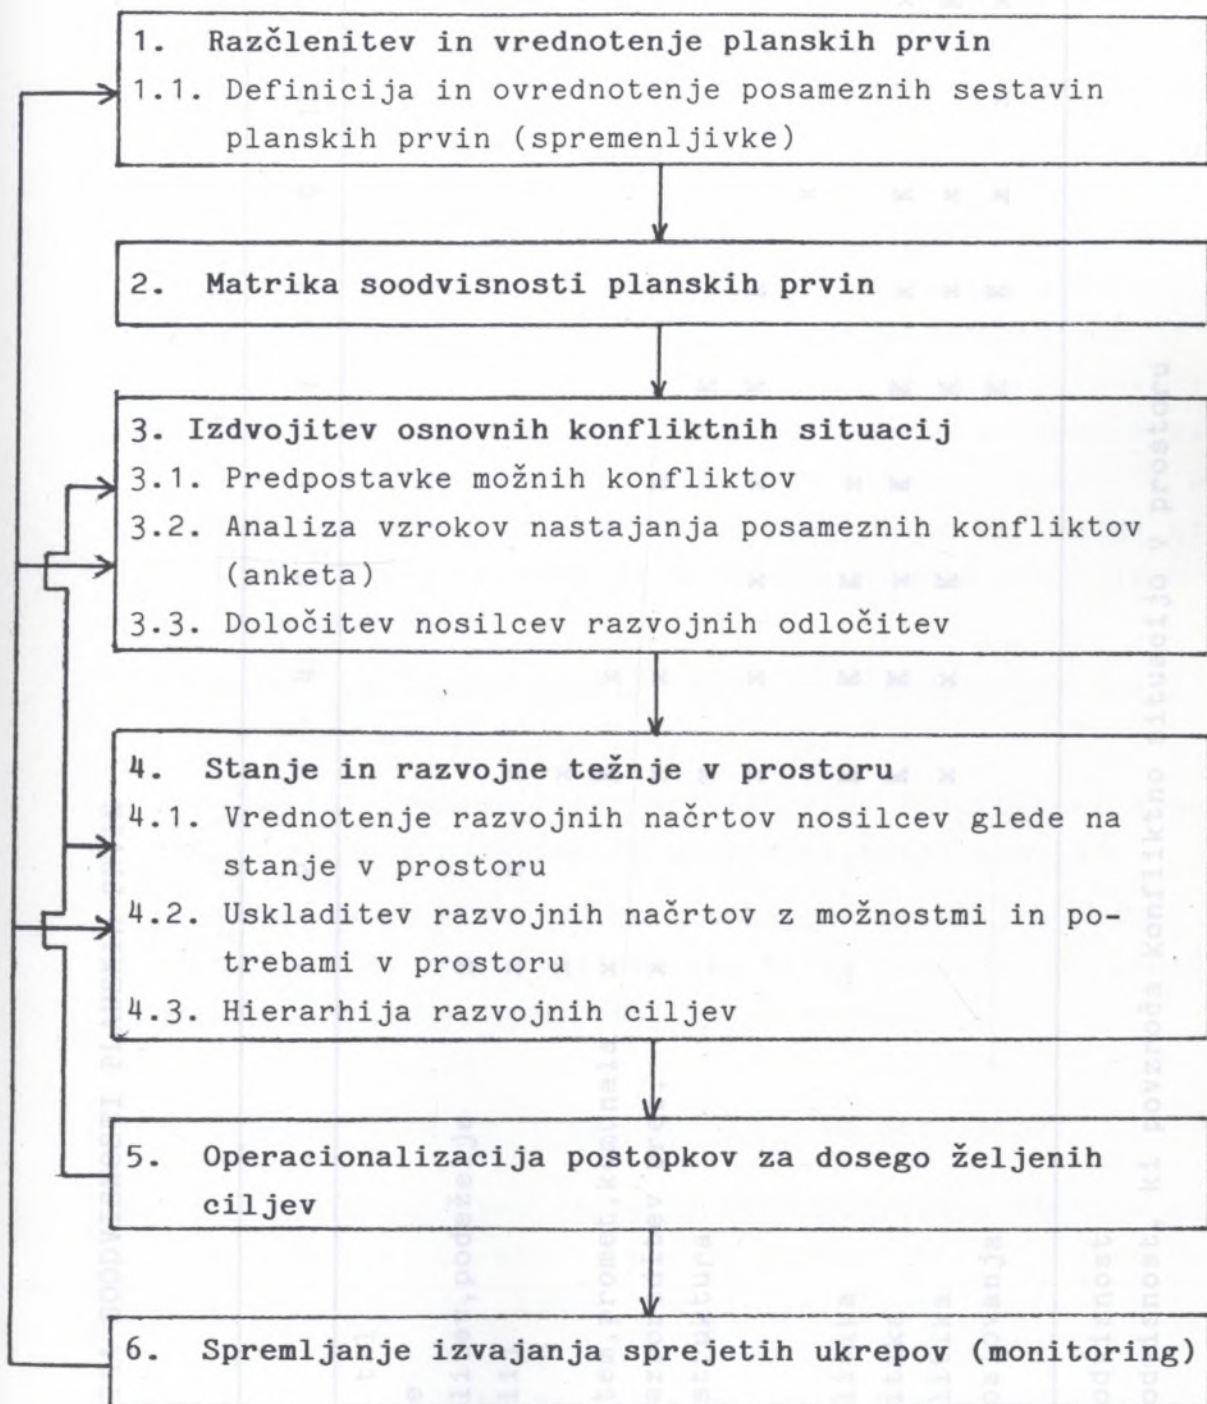 1. Razčlenitev in vrednotenje planskih prvin
1.1. Definicija in ovrednotenje posameznih sestavin
planskih prvin (spremenljivke)
2. Matrika soodvisnosti planskih prvin
3. Izdvojitev osnovnih konfliktnih situacij
3.1. Predpostavke možnih konfliktov
3.2. Analiza vzrokov nastajanja posameznih konfliktov
(anketa)
3.3. Določitev nosilcev razvojnih odločitev
4. Stanje in razvojne težnje v prostoru
4.1. Vrednotenje razvojnih načrtov nosilcev glede na
stanje v prostoru
4.2. Uskladitev razvojnih načrtov z možnostmi in po-
trebami v prostoru
4.3. Hierarhija razvojnih ciljev
5. Operacionalizacija postopkov za dosego željenih
ciljev
6. Spremljanje izvajanja sprejetih ukrepov (monitoring)